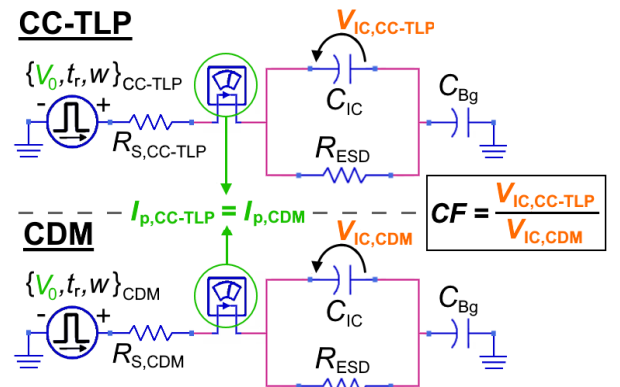 CC-TLP
V_IC,CC-TLP
{V_0,t_r,w}_CC-TLP
- +
C_IC
C_Bg
R_S,CC-TLP
R_ESD
I_p,CC-TLP = I_p,CDM
CF = V_IC,CC-TLP / V_IC,CDM
CDM
V_IC,CDM
{V_0,t_r,w}_CDM
- +
C_IC
C_Bg
R_S,CDM
R_ESD